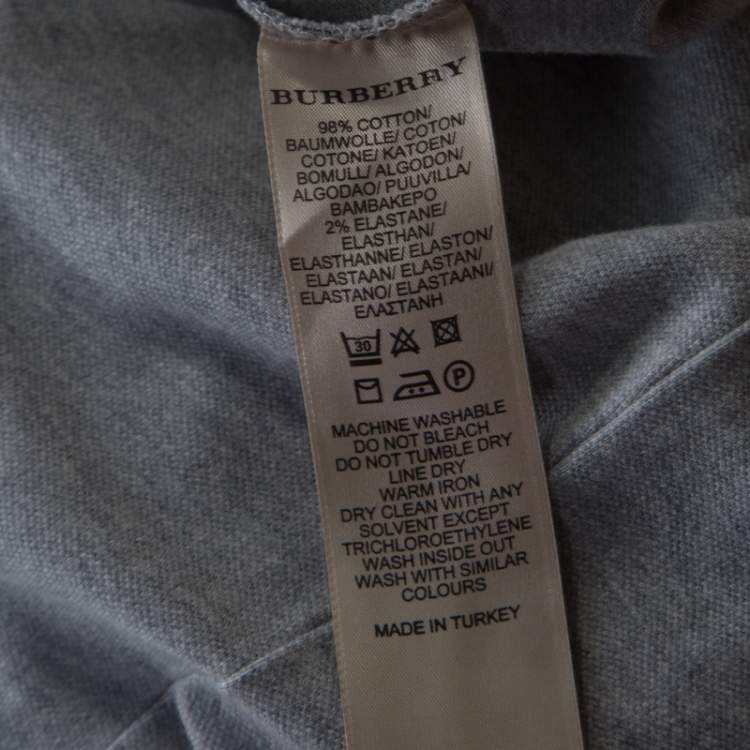 BURBERRY
98% COTTON/
BAUMWOLLE/ COTON/
COTONE/ KATOEN/
BOMULL/ ALGODON/
ALGODAO/ PUUVILLA/
BAMBAKEPO
2% ELASTANE/
ELASTHAN/
ELASTHANNE/ ELASTON/
ELASTAAN/ ELASTAN/
ELASTANO/ ELASTAANI/
ΕΛΑΣΤΑΝΗ
30
P
MACHINE WASHABLE
DO NOT BLEACH
DO NOT TUMBLE DRY
LINE DRY
WARM IRON
DRY CLEAN WITH ANY
SOLVENT EXCEPT
TRICHLOROETHYLENE
WASH INSIDE OUT
WASH WITH SIMILAR
COLOURS
MADE IN TURKEY